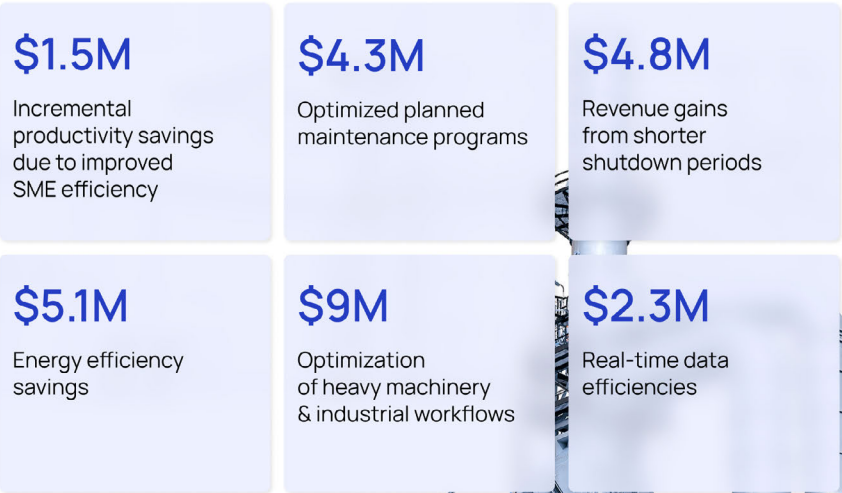 $1.5M
Incremental
productivity savings
due to improved
SME efficiency
$4.3M
Optimized planned
maintenance programs
$4.8M
Revenue gains
from shorter
shutdown periods
$5.1M
Energy efficiency
savings
$9M
Optimization
of heavy machinery
& industrial workflows
$2.3M
Real-time data
efficiencies